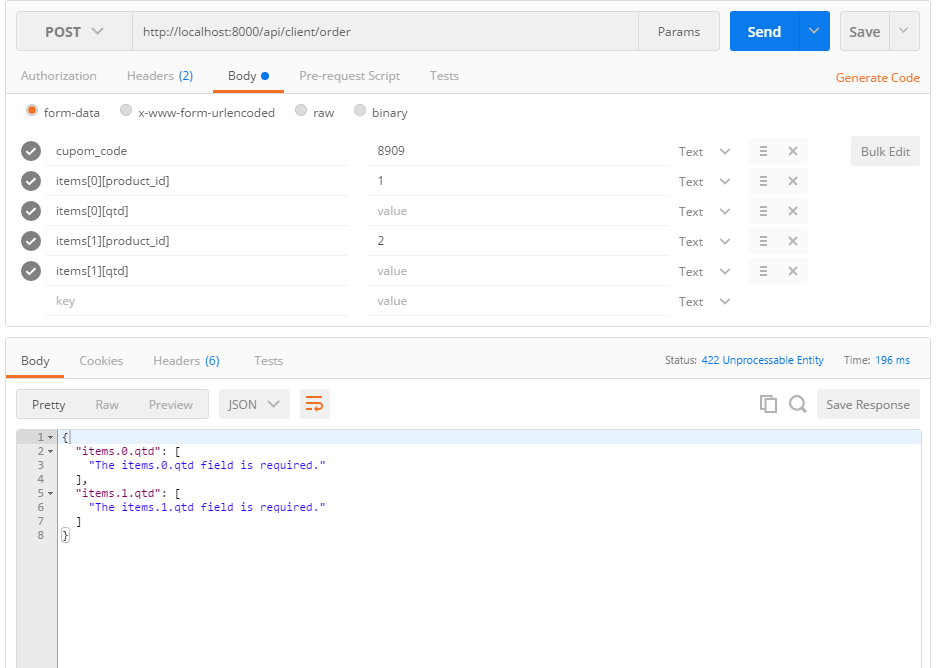 POST http://localhost:8000/api/client/order Params Send Save
Authorization Headers (2) Body Pre-request Script Tests Generate Code
form-data x-www-form-urlencoded raw binary
cupom_code 8909 Text Bulk Edit
items[0][product_id] 1 Text
items[0][qtd] value Text
items[1][product_id] 2 Text
items[1][qtd] value Text
key value Text
Body Cookies Headers (6) Tests Status: 422 Unprocessable Entity Time: 196 ms
Pretty Raw Preview JSON Save Response
1 {
2 "items.0.qtd": [
3 "The items.0.qtd field is required."
4 ],
5 "items.1.qtd": [
6 "The items.1.qtd field is required."
7 ]
8 }